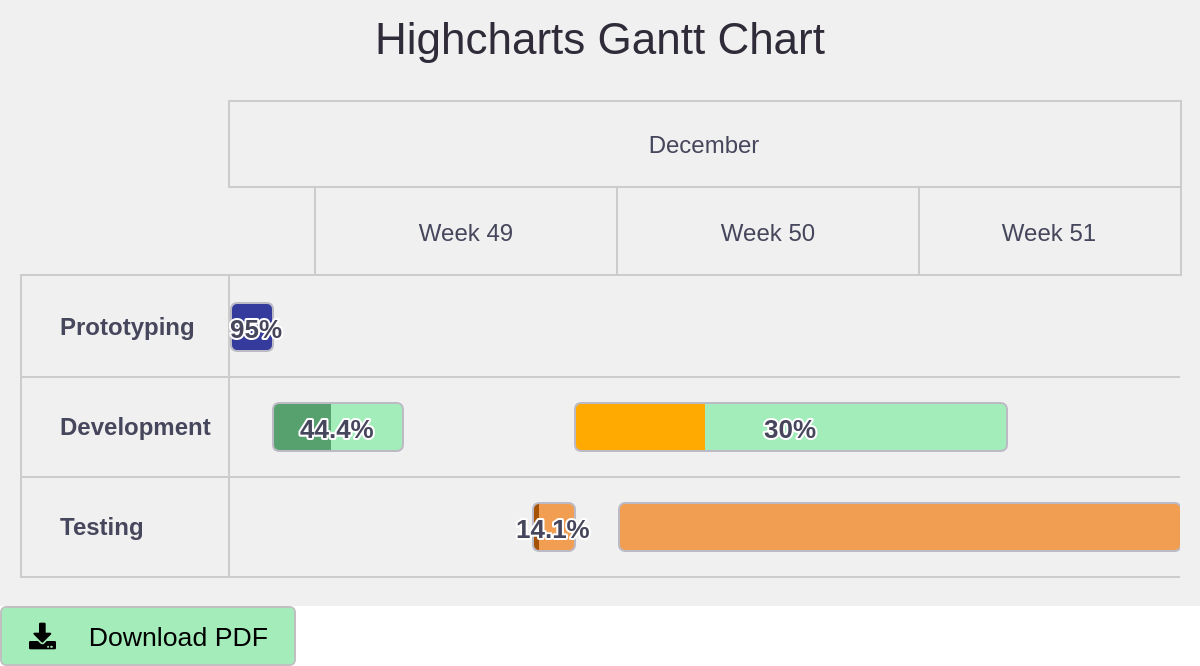 Highcharts Gantt Chart
December
Week 49
Week 50
Week 51
Prototyping
95%
Development
44.4%
30%
Testing
14.1%
Download PDF